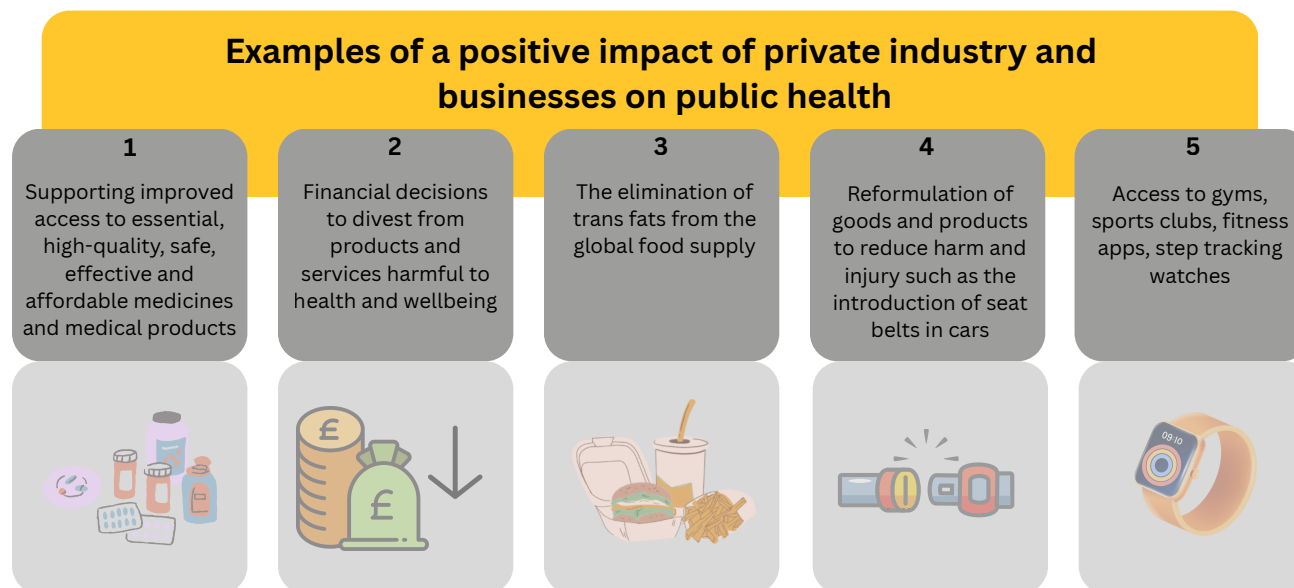 Examples of a positive impact of private industry and
businesses on public health
1
Supporting improved
access to essential,
high-quality, safe,
effective and
affordable medicines
and medical products
2
Financial decisions
to divest from
products and
services harmful to
health and wellbeing
3
The elimination of
trans fats from the
global food supply
4
Reformulation of
goods and products
to reduce harm and
injury such as the
introduction of seat
belts in cars
5
Access to gyms,
sports clubs, fitness
apps, step tracking
watches
£
£
09:10